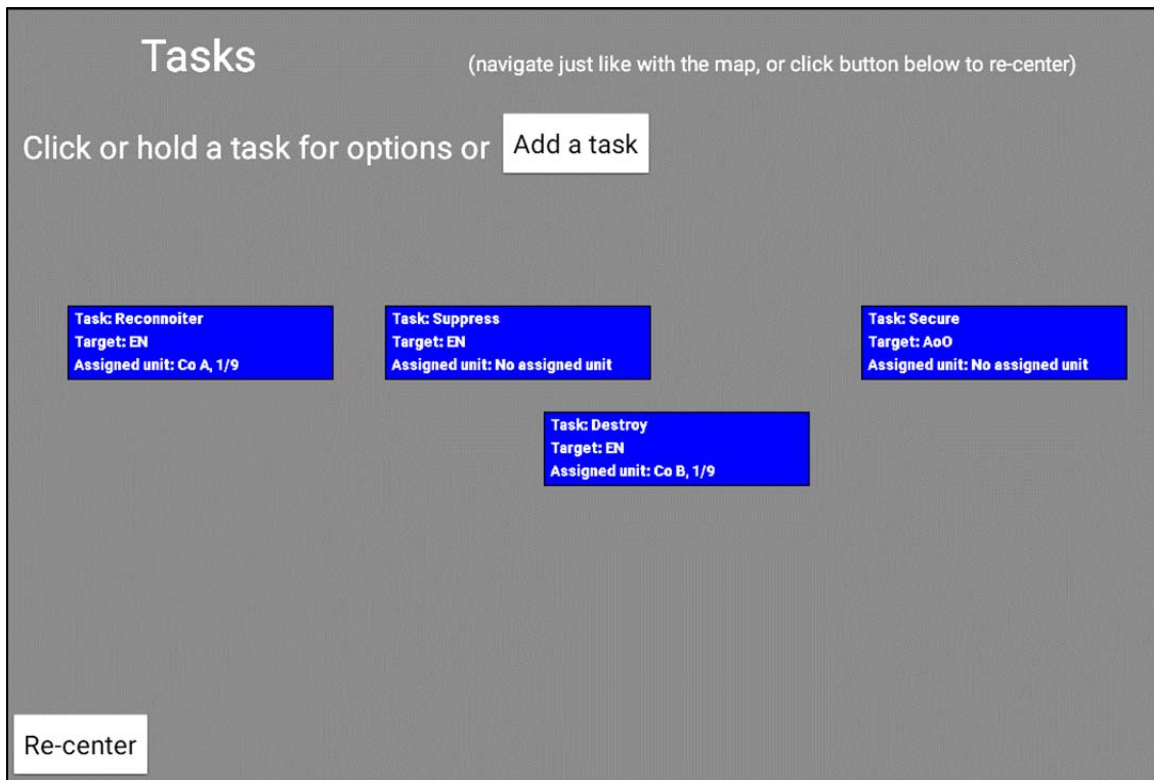 Tasks
(navigate just like with the map, or click button below to re-center)
Click or hold a task for options or
Add a task
Task: Reconnoiter
Target: EN
Assigned unit: Co A, 1/9
Task: Suppress
Target: EN
Assigned unit: No assigned unit
Task: Secure
Target: AoO
Assigned unit: No assigned unit
Task: Destroy
Target: EN
Assigned unit: Co B, 1/9
Re-center